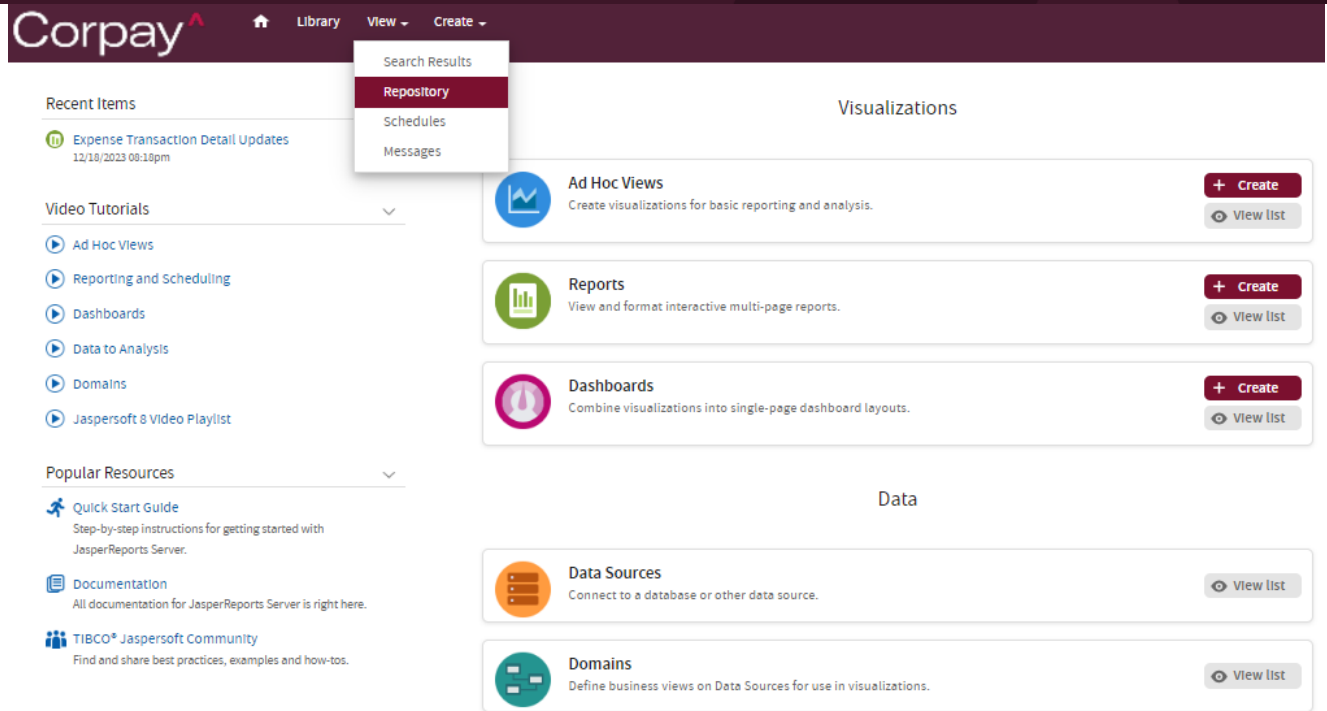 Corpay^
Library
View
Create
Search Results
Repository
Schedules
Messages
Recent Items
Expense Transaction Detail Updates
12/18/2023 08:18pm
Video Tutorials
Ad Hoc Views
Reporting and Scheduling
Dashboards
Data to Analysis
Domains
Jaspersoft 8 Video Playlist
Popular Resources
Quick Start Guide
Step-by-step instructions for getting started with
JasperReports Server.
Documentation
All documentation for JasperReports Server is right here.
TIBCO® Jaspersoft Community
Find and share best practices, examples and how-tos.
Visualizations
Ad Hoc Views
Create visualizations for basic reporting and analysis.
+ Create
View list
Reports
View and format interactive multi-page reports.
+ Create
View list
Dashboards
Combine visualizations into single-page dashboard layouts.
+ Create
View list
Data
Data Sources
Connect to a database or other data source.
View list
Domains
Define business views on Data Sources for use in visualizations.
View list